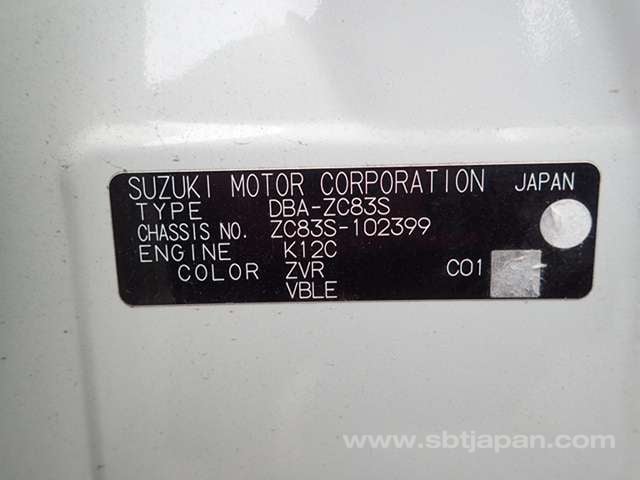 SUZUKI MOTOR CORPORATION JAPAN
TYPE DBA-ZC83S
CHASSIS NO. ZC83S-102399
ENGINE K12C
COLOR ZVR C01
VBLE
www.sbtjapan.com